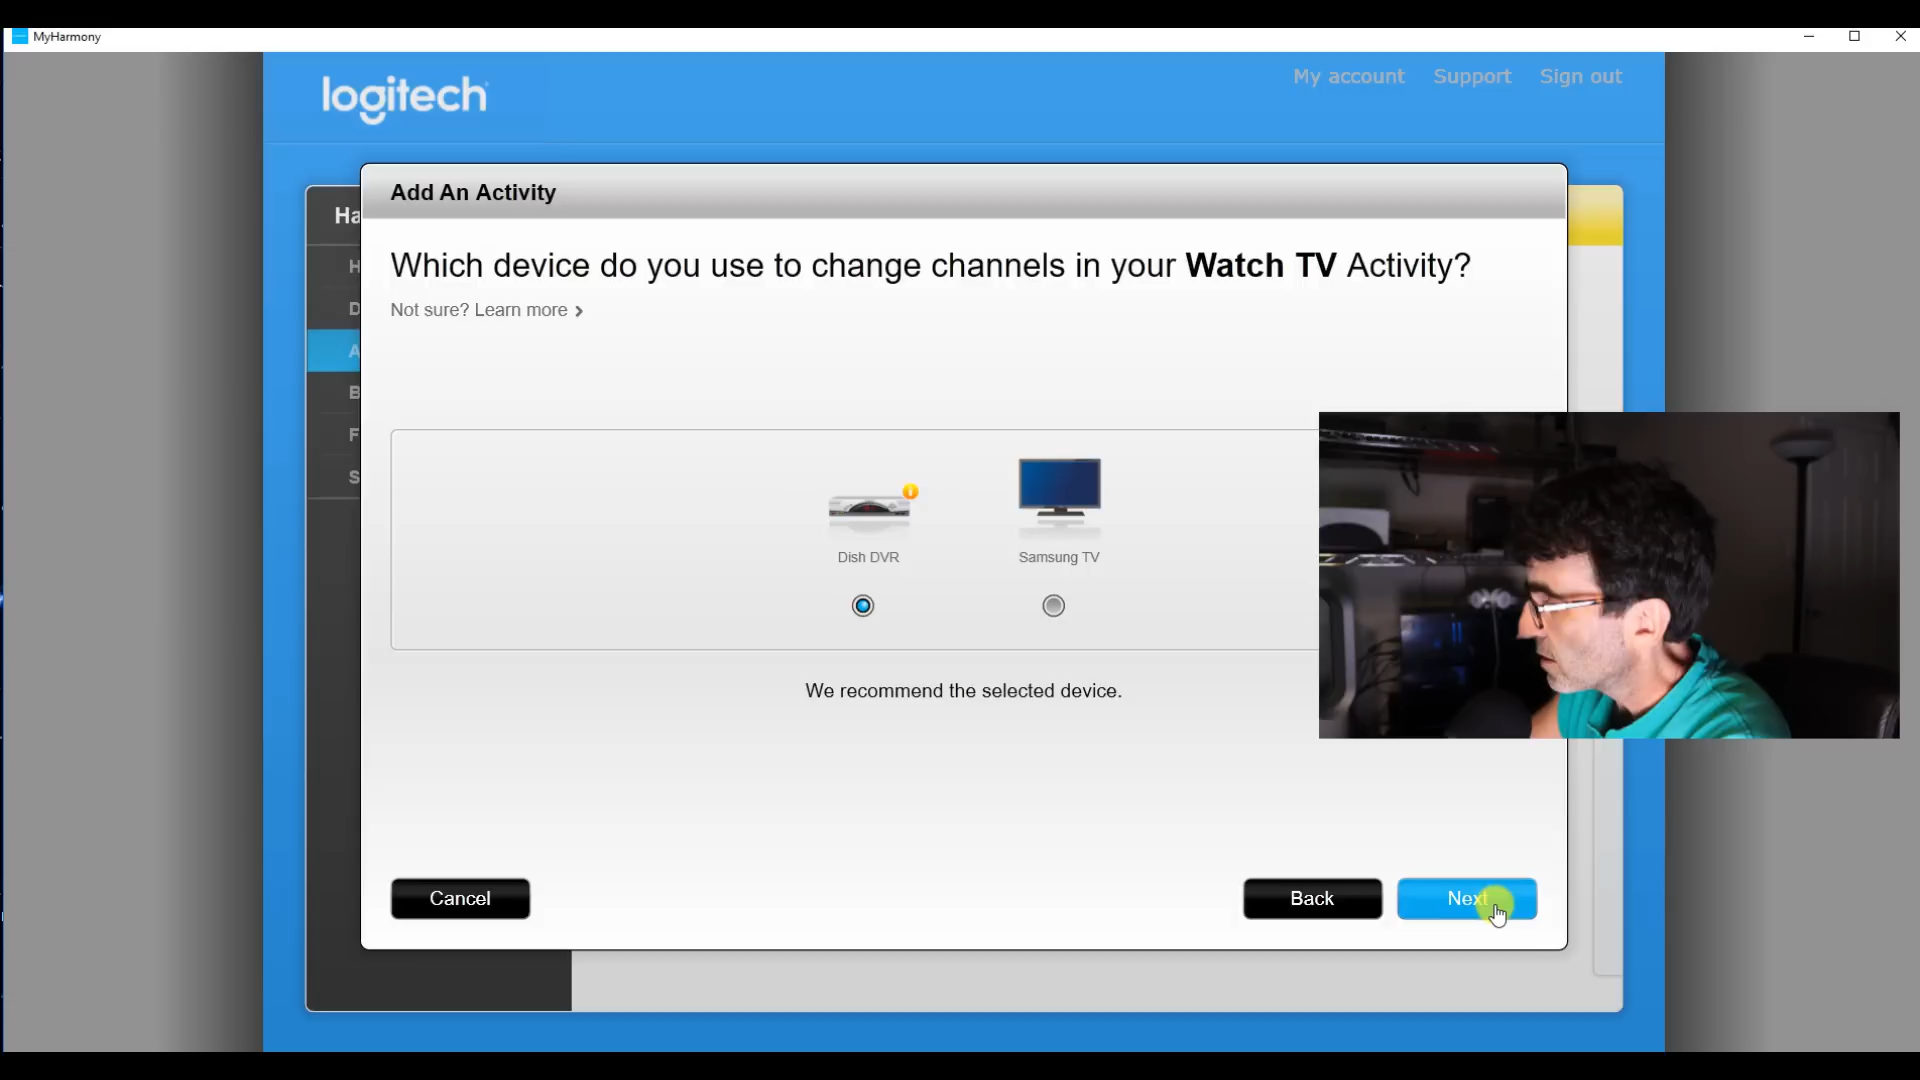 MyHarmony
logitech
My account
Support
Sign out
Ha
Add An Activity
H
D
A
B
F
S
Which device do you use to change channels in your Watch TV Activity?
Not sure? Learn more >
Dish DVR
Samsung TV
We recommend the selected device.
Cancel
Back
Next